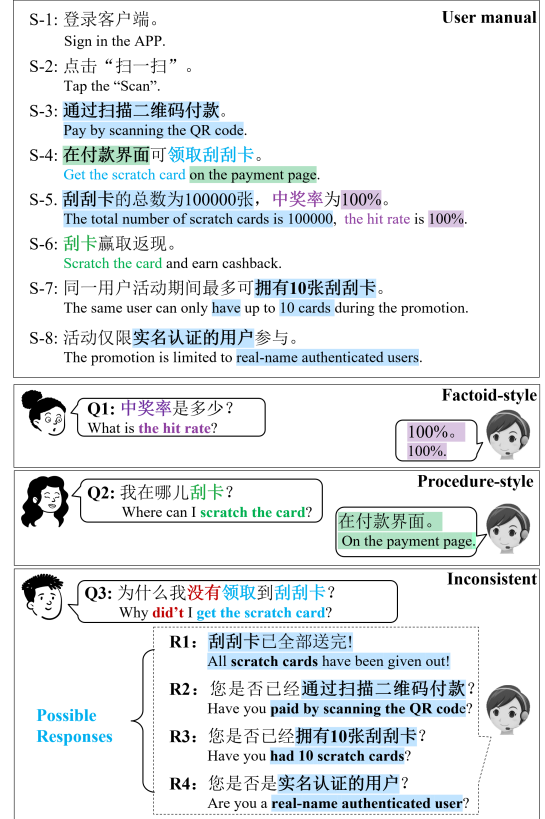 User manual
S-1: 登录客户端。
Sign in the APP.
S-2: 点击“扫一扫”。
Tap the “Scan”.
S-3: 通过扫描二维码付款。
Pay by scanning the QR code.
S-4: 在付款界面可领取刮刮卡。
Get the scratch card on the payment page.
S-5. 刮刮卡的总数为100000张，中奖率为100%。
The total number of scratch cards is 100000, the hit rate is 100%.
S-6: 刮卡赢取返现。
Scratch the card and earn cashback.
S-7: 同一用户活动期间最多可拥有10张刮刮卡。
The same user can only have up to 10 cards during the promotion.
S-8: 活动仅限实名认证的用户参与。
The promotion is limited to real-name authenticated users.
Factoid-style
Q1: 中奖率是多少？
What is the hit rate?
100%。
100%.
Procedure-style
Q2: 我在哪儿刮卡？
Where can I scratch the card?
在付款界面。
On the payment page.
Inconsistent
Q3: 为什么我没有领取到刮刮卡？
Why did't I get the scratch card?
Possible
Responses
R1: 刮刮卡已全部送完!
All scratch cards have been given out!
R2: 您是否已经通过扫描二维码付款？
Have you paid by scanning the QR code?
R3: 您是否已经拥有10张刮刮卡？
Have you had 10 scratch cards?
R4: 您是否是实名认证的用户？
Are you a real-name authenticated user?